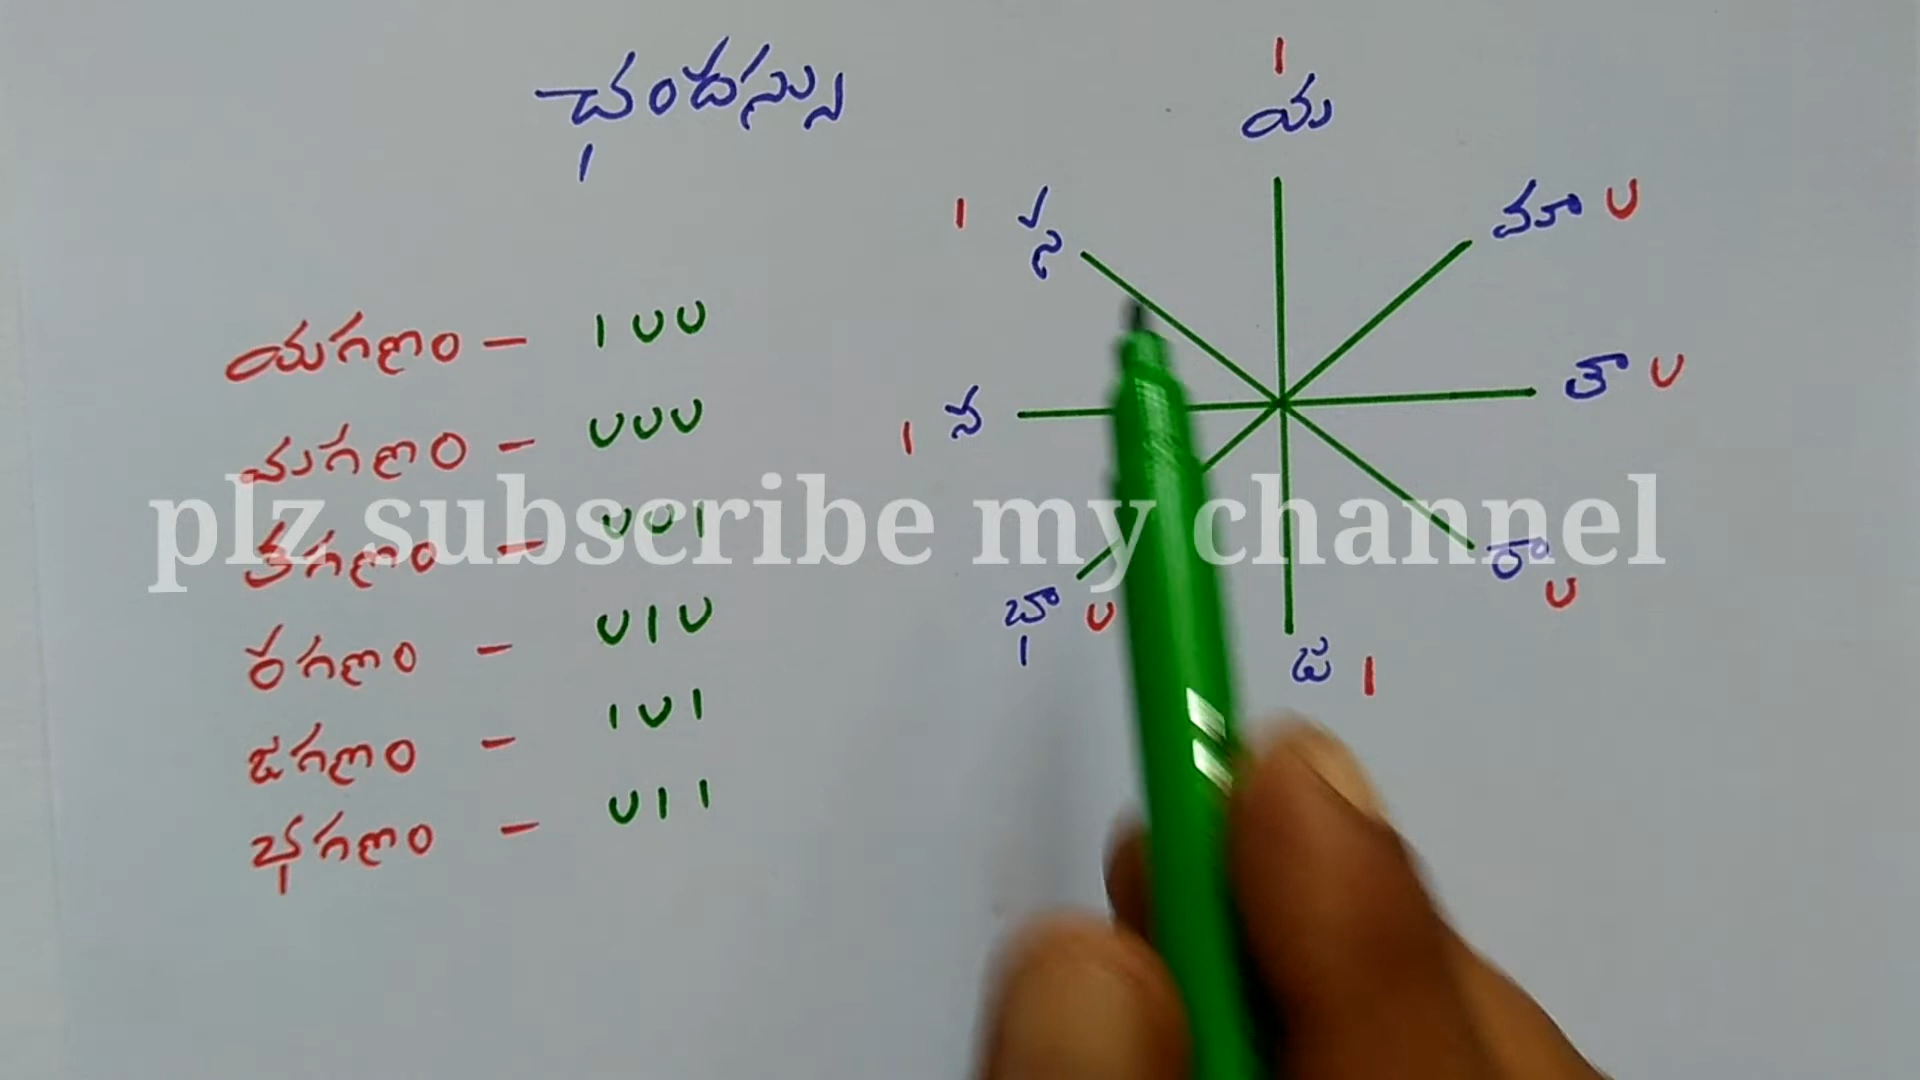 ఛందస్సు
యగణం - I U U
మగణం - U U U
తగణం - U U I
రగణం - U I U
జగణం - I U I
భగణం - U I I
I
య
మా U
తా U
రా
U
జ I
భా U
I స
I న
plz subscribe my channel